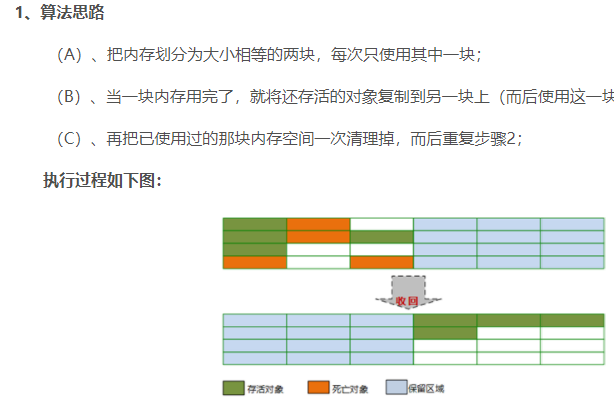 1、算法思路
（A）、把内存划分为大小相等的两块，每次只使用其中一块；
（B）、当一块内存用完了，就将还存活的对象复制到另一块上（而后使用这一块
（C）、再把已使用过的那块内存空间一次清理掉，而后重复步骤2；
执行过程如下图：
收回
存活对象 死亡对象 保留区域